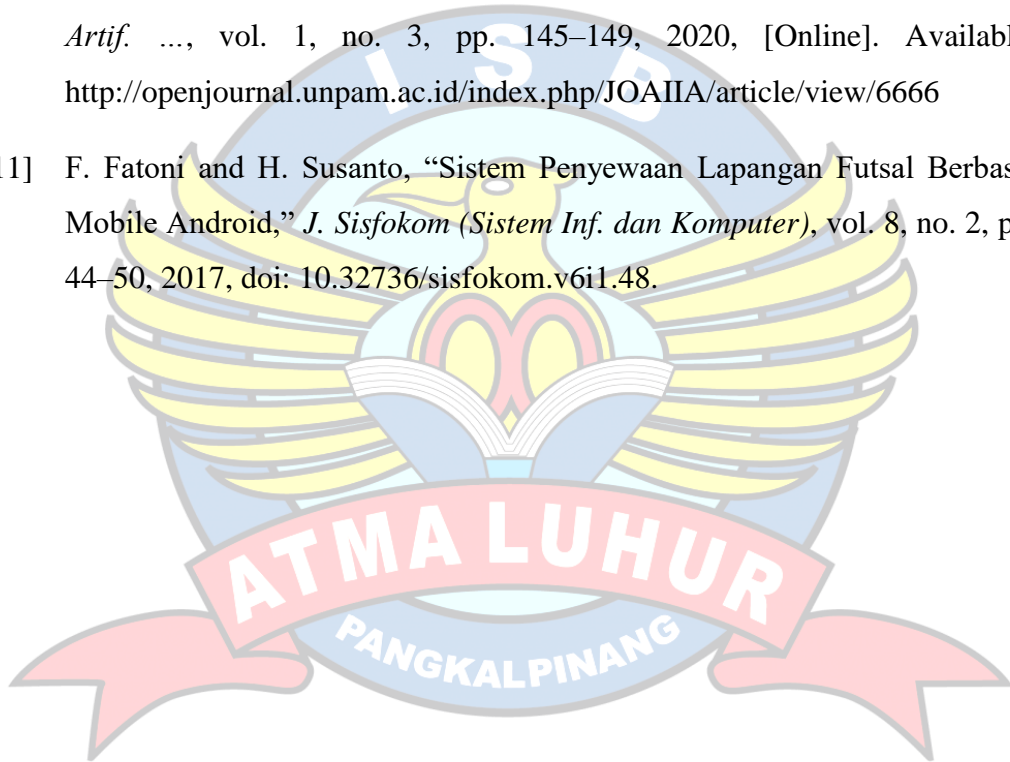 Artif. ..., vol. 1, no. 3, pp. 145–149, 2020, [Online]. Availabl
http://openjournal.unpam.ac.id/index.php/JOAIIA/article/view/6666
11] F. Fatoni and H. Susanto, “Sistem Penyewaan Lapangan Futsal Berbas
Mobile Android,” J. Sisfokom (Sistem Inf. dan Komputer), vol. 8, no. 2, p
44–50, 2017, doi: 10.32736/sisfokom.v6i1.48.
I S B
ATMA LUHUR
PANGKALPINANG